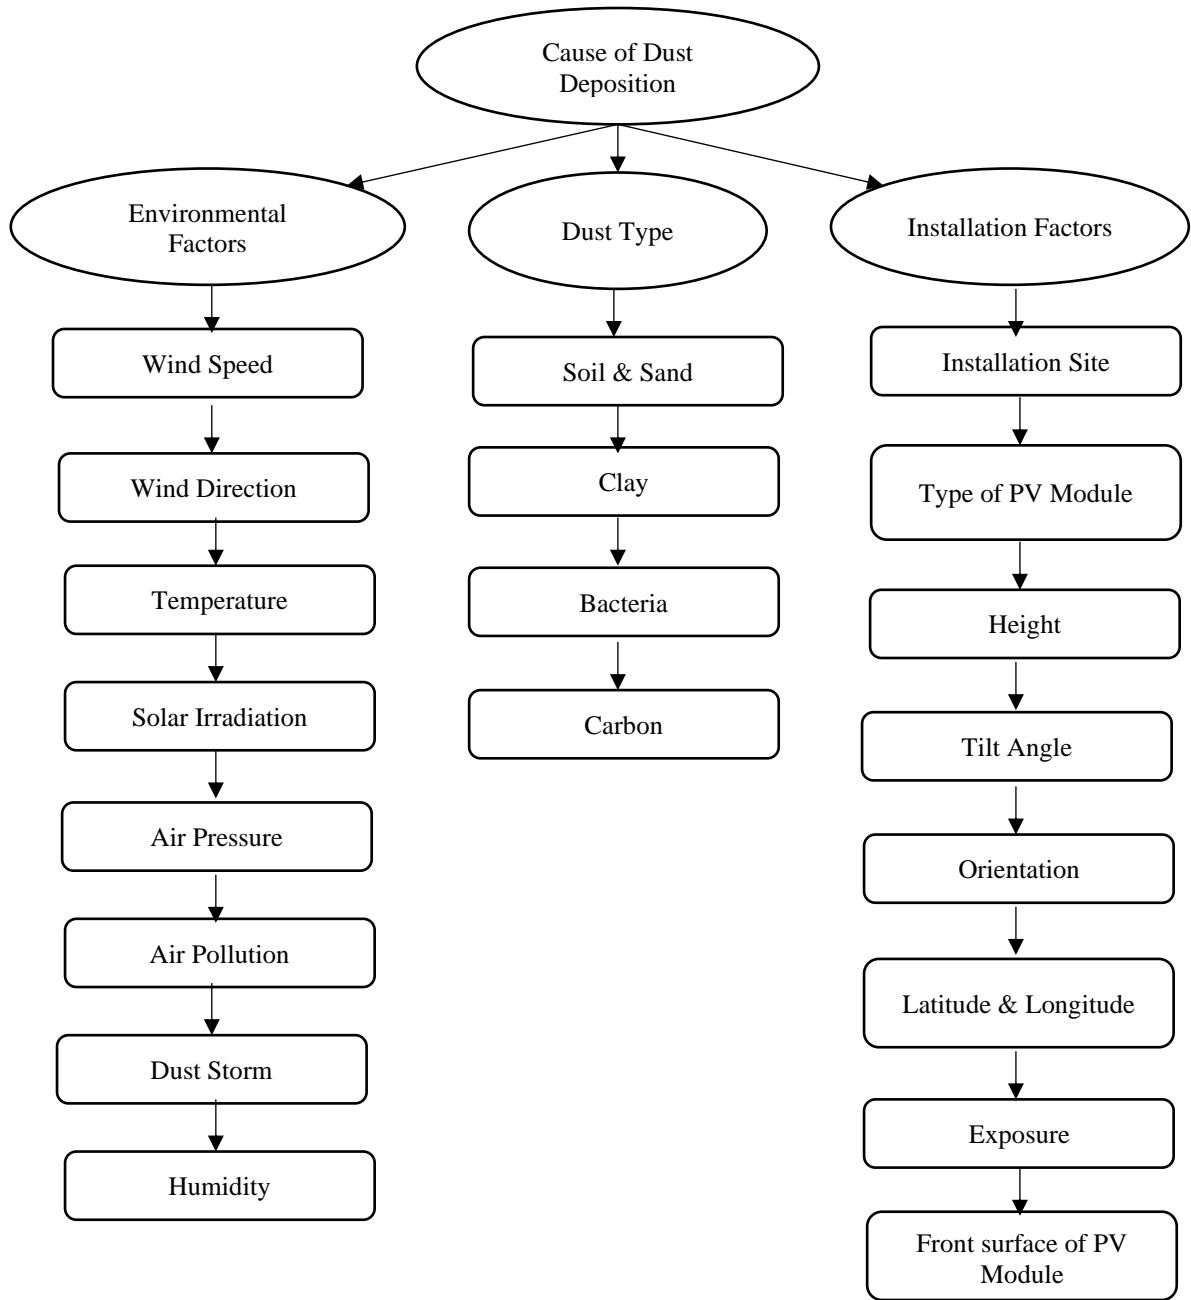 Cause of Dust
Deposition
Environmental
Factors
Dust Type
Installation Factors
Wind Speed
Wind Direction
Temperature
Solar Irradiation
Air Pressure
Air Pollution
Dust Storm
Humidity
Soil & Sand
Clay
Bacteria
Carbon
Installation Site
Type of PV Module
Height
Tilt Angle
Orientation
Latitude & Longitude
Exposure
Front surface of PV
Module